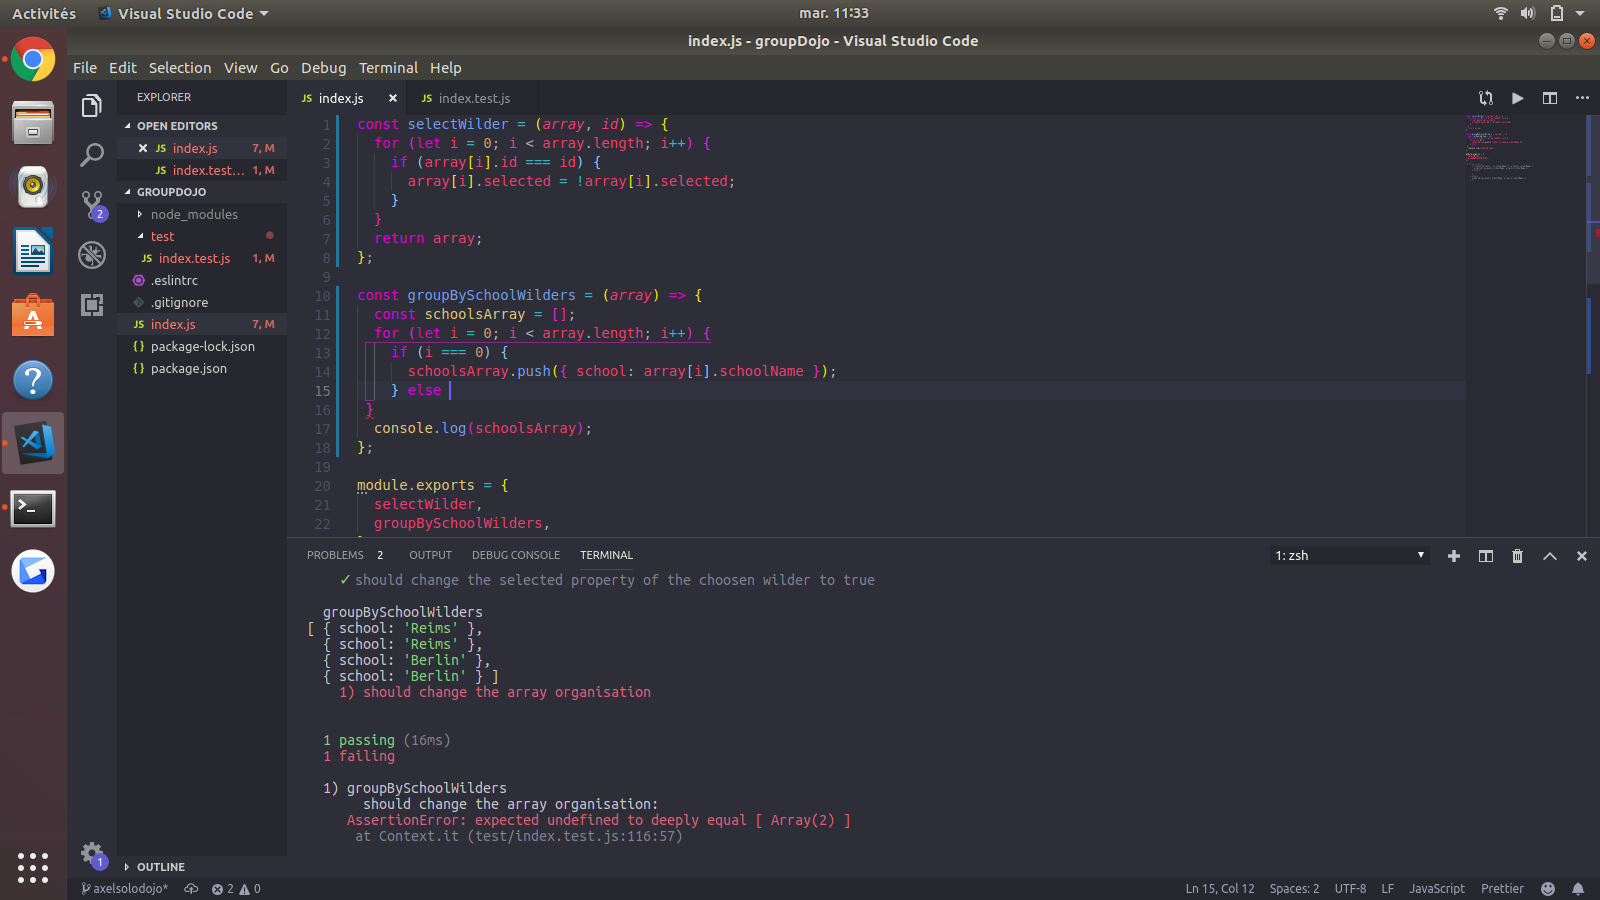 Activités
Visual Studio Code
mar. 11:33
index.js - groupDojo - Visual Studio Code
File Edit Selection View Go Debug Terminal Help
EXPLORER
OPEN EDITORS
index.js 7, M
index.test... 1, M
GROUPDOJO
node_modules
test
JS index.test.js 1, M
.eslintrc
.gitignore
JS index.js 7, M
{} package-lock.json
{} package.json
OUTLINE
2
1
JS index.js
JS index.test.js
1 const selectWilder = (array, id) => {
2 for (let i = 0; i < array.length; i++) {
3 if (array[i].id === id) {
4 array[i].selected = !array[i].selected;
5 }
6 }
7 return array;
8 };
9
10 const groupBySchoolWilders = (array) => {
11 const schoolsArray = [];
12 for (let i = 0; i < array.length; i++) {
13 if (i === 0) {
14 schoolsArray.push({ school: array[i].schoolName });
15 } else
16 }
17 console.log(schoolsArray);
18 };
19
20 module.exports = {
21 selectWilder,
22 groupBySchoolWilders,
PROBLEMS 2 OUTPUT DEBUG CONSOLE TERMINAL
1: zsh
✓ should change the selected property of the choosen wilder to true
groupBySchoolWilders
[ { school: 'Reims' },
{ school: 'Reims' },
{ school: 'Berlin' },
{ school: 'Berlin' } ]
1) should change the array organisation
1 passing (16ms)
1 failing
1) groupBySchoolWilders
should change the array organisation:
AssertionError: expected undefined to deeply equal [ Array(2) ]
at Context.it (test/index.test.js:116:57)
axelsolodojo* 2 0
Ln 15, Col 12 Spaces: 2 UTF-8 LF JavaScript Prettier